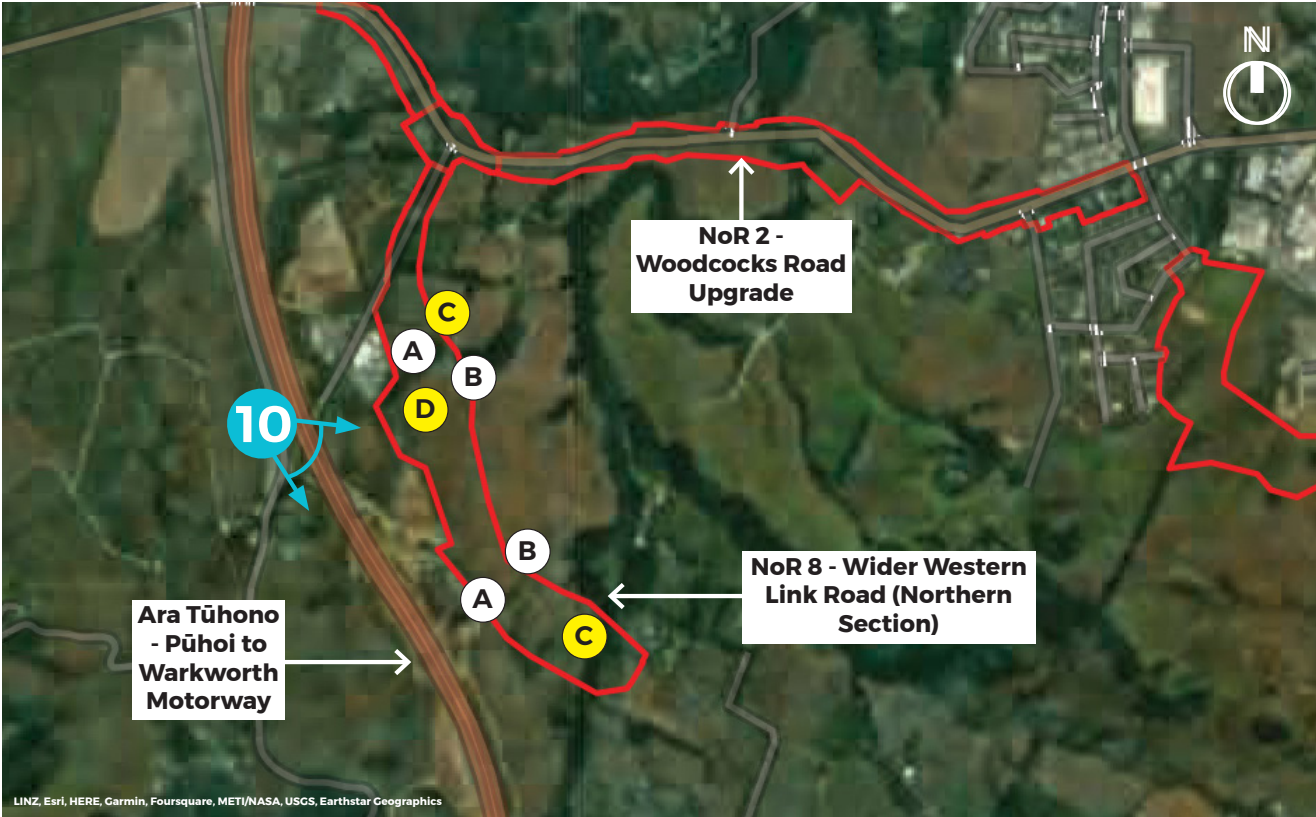 N
NoR 2 -
Woodcocks Road
Upgrade
C
A
B
D
10
B
A
C
NoR 8 - Wider Western
Link Road (Northern
Section)
Ara Tūhono
- Pūhoi to
Warkworth
Motorway
LINZ, Esri, HERE, Garmin, Foursquare, METI/NASA, USGS, Earthstar Geographics